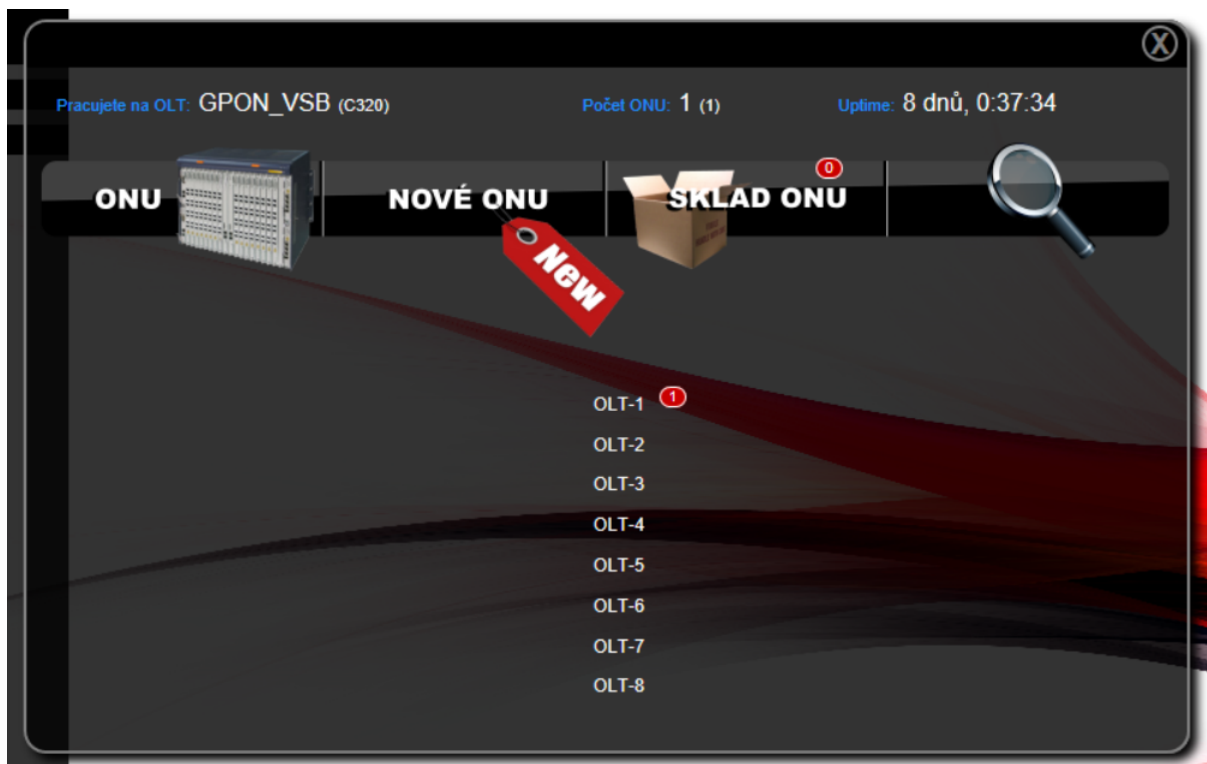 X
Pracujete na OLT: GPON_VSB (C320) Počet ONU: 1 (1) Uptime: 8 dnů, 0:37:34
ONU NOVÉ ONU SKLAD ONU 0
New
OLT-1 1
OLT-2
OLT-3
OLT-4
OLT-5
OLT-6
OLT-7
OLT-8